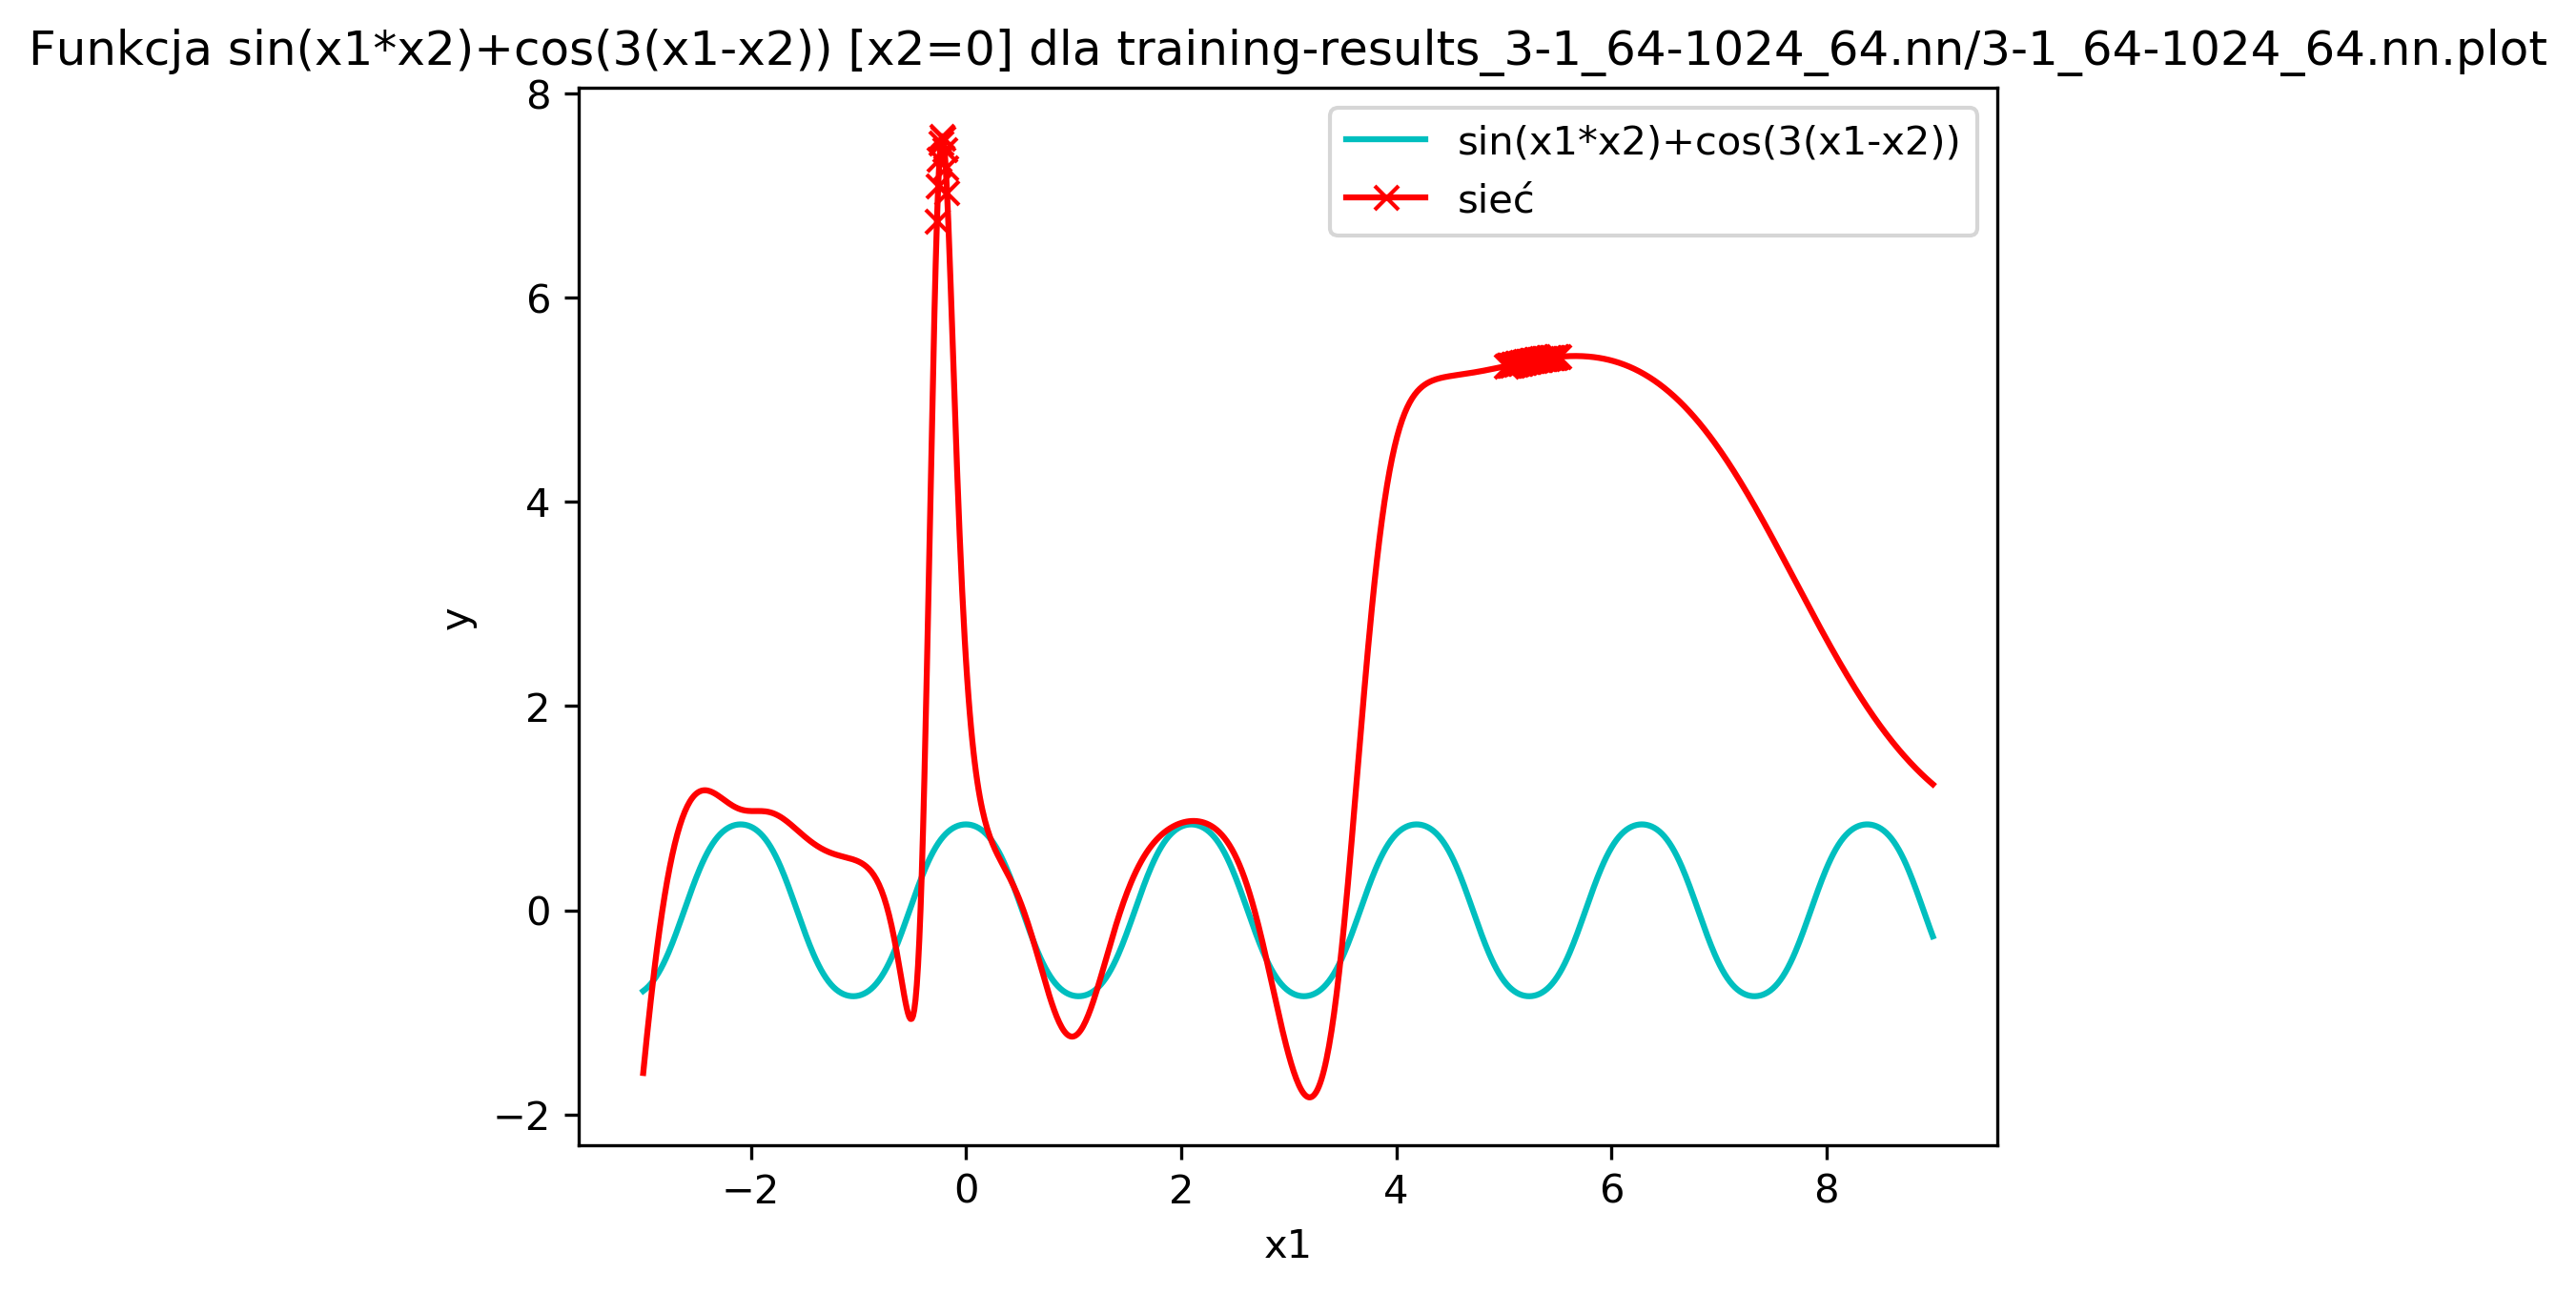 Funkcja sin(x1*x2)+cos(3(x1-x2)) [x2=0] dla training-results_3-1_64-1024_64.nn/3-1_64-1024_64.nn.plot
sin(x1*x2)+cos(3(x1-x2))
sieć
8
6
4
2
0
−2
y
−2 0 2 4 6 8
x1